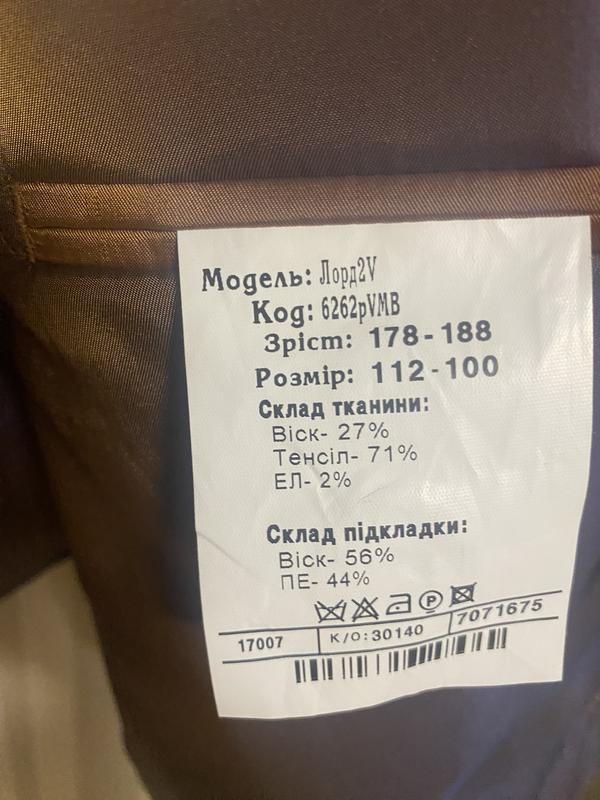 Модель: Лорд2V
Код: 6262pVMB
Зріст: 178-188
Розмір: 112-100
Склад тканини:
Віск- 27%
Тенсіл- 71%
ЕЛ- 2%
Склад підкладки:
Віск- 56%
ПЕ- 44%
P
17007 К/О:30140 7071675